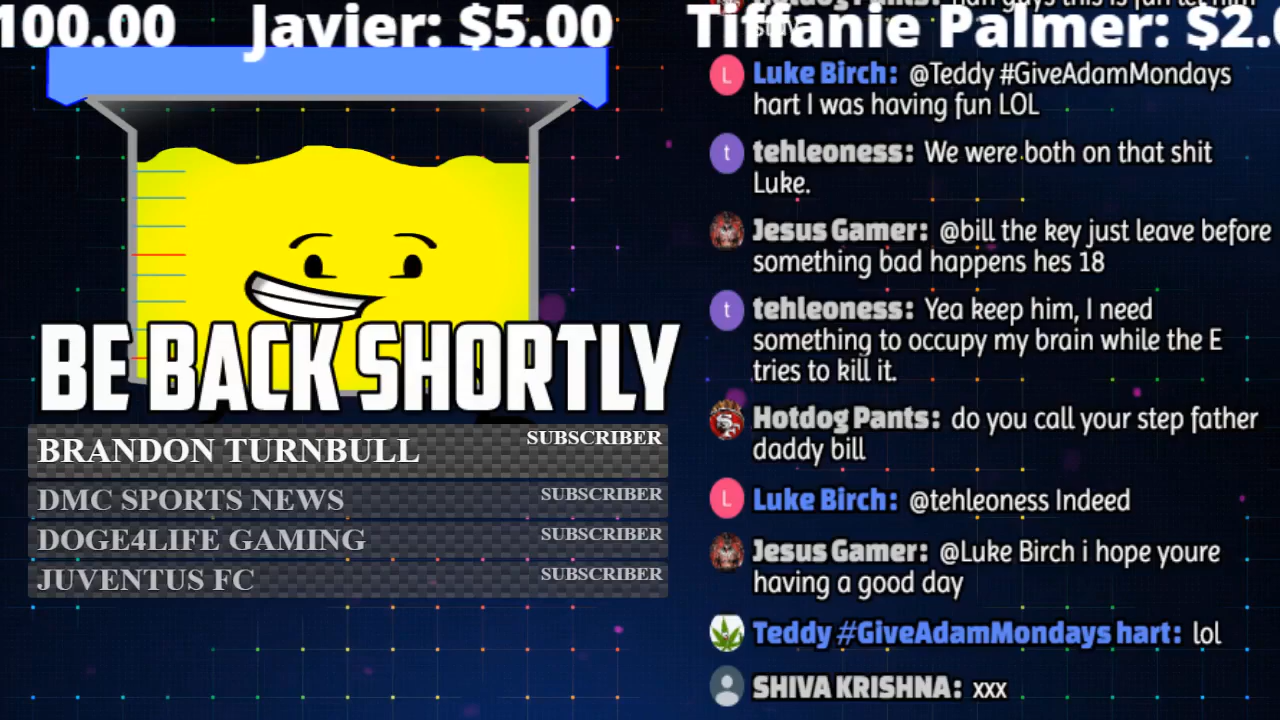 100.00 Javier: $5.00 Tiffanie Palmer: $2.0
Luke Birch: @Teddy #GiveAdamMondays
hart I was having fun LOL
tehleoness: We were both on that shit
Luke.
Jesus Gamer: @bill the key just leave before
something bad happens hes 18
tehleoness: Yea keep him, I need
something to occupy my brain while the E
tries to kill it.
Hotdog Pants: do you call your step father
daddy bill
Luke Birch: @tehleoness Indeed
Jesus Gamer: @Luke Birch i hope youre
having a good day
Teddy #GiveAdamMondays hart: lol
SHIVA KRISHNA: xxx
BE BACK SHORTLY
BRANDON TURNBULL SUBSCRIBER
DMC SPORTS NEWS SUBSCRIBER
DOGE4LIFE GAMING SUBSCRIBER
JUVENTUS FC SUBSCRIBER